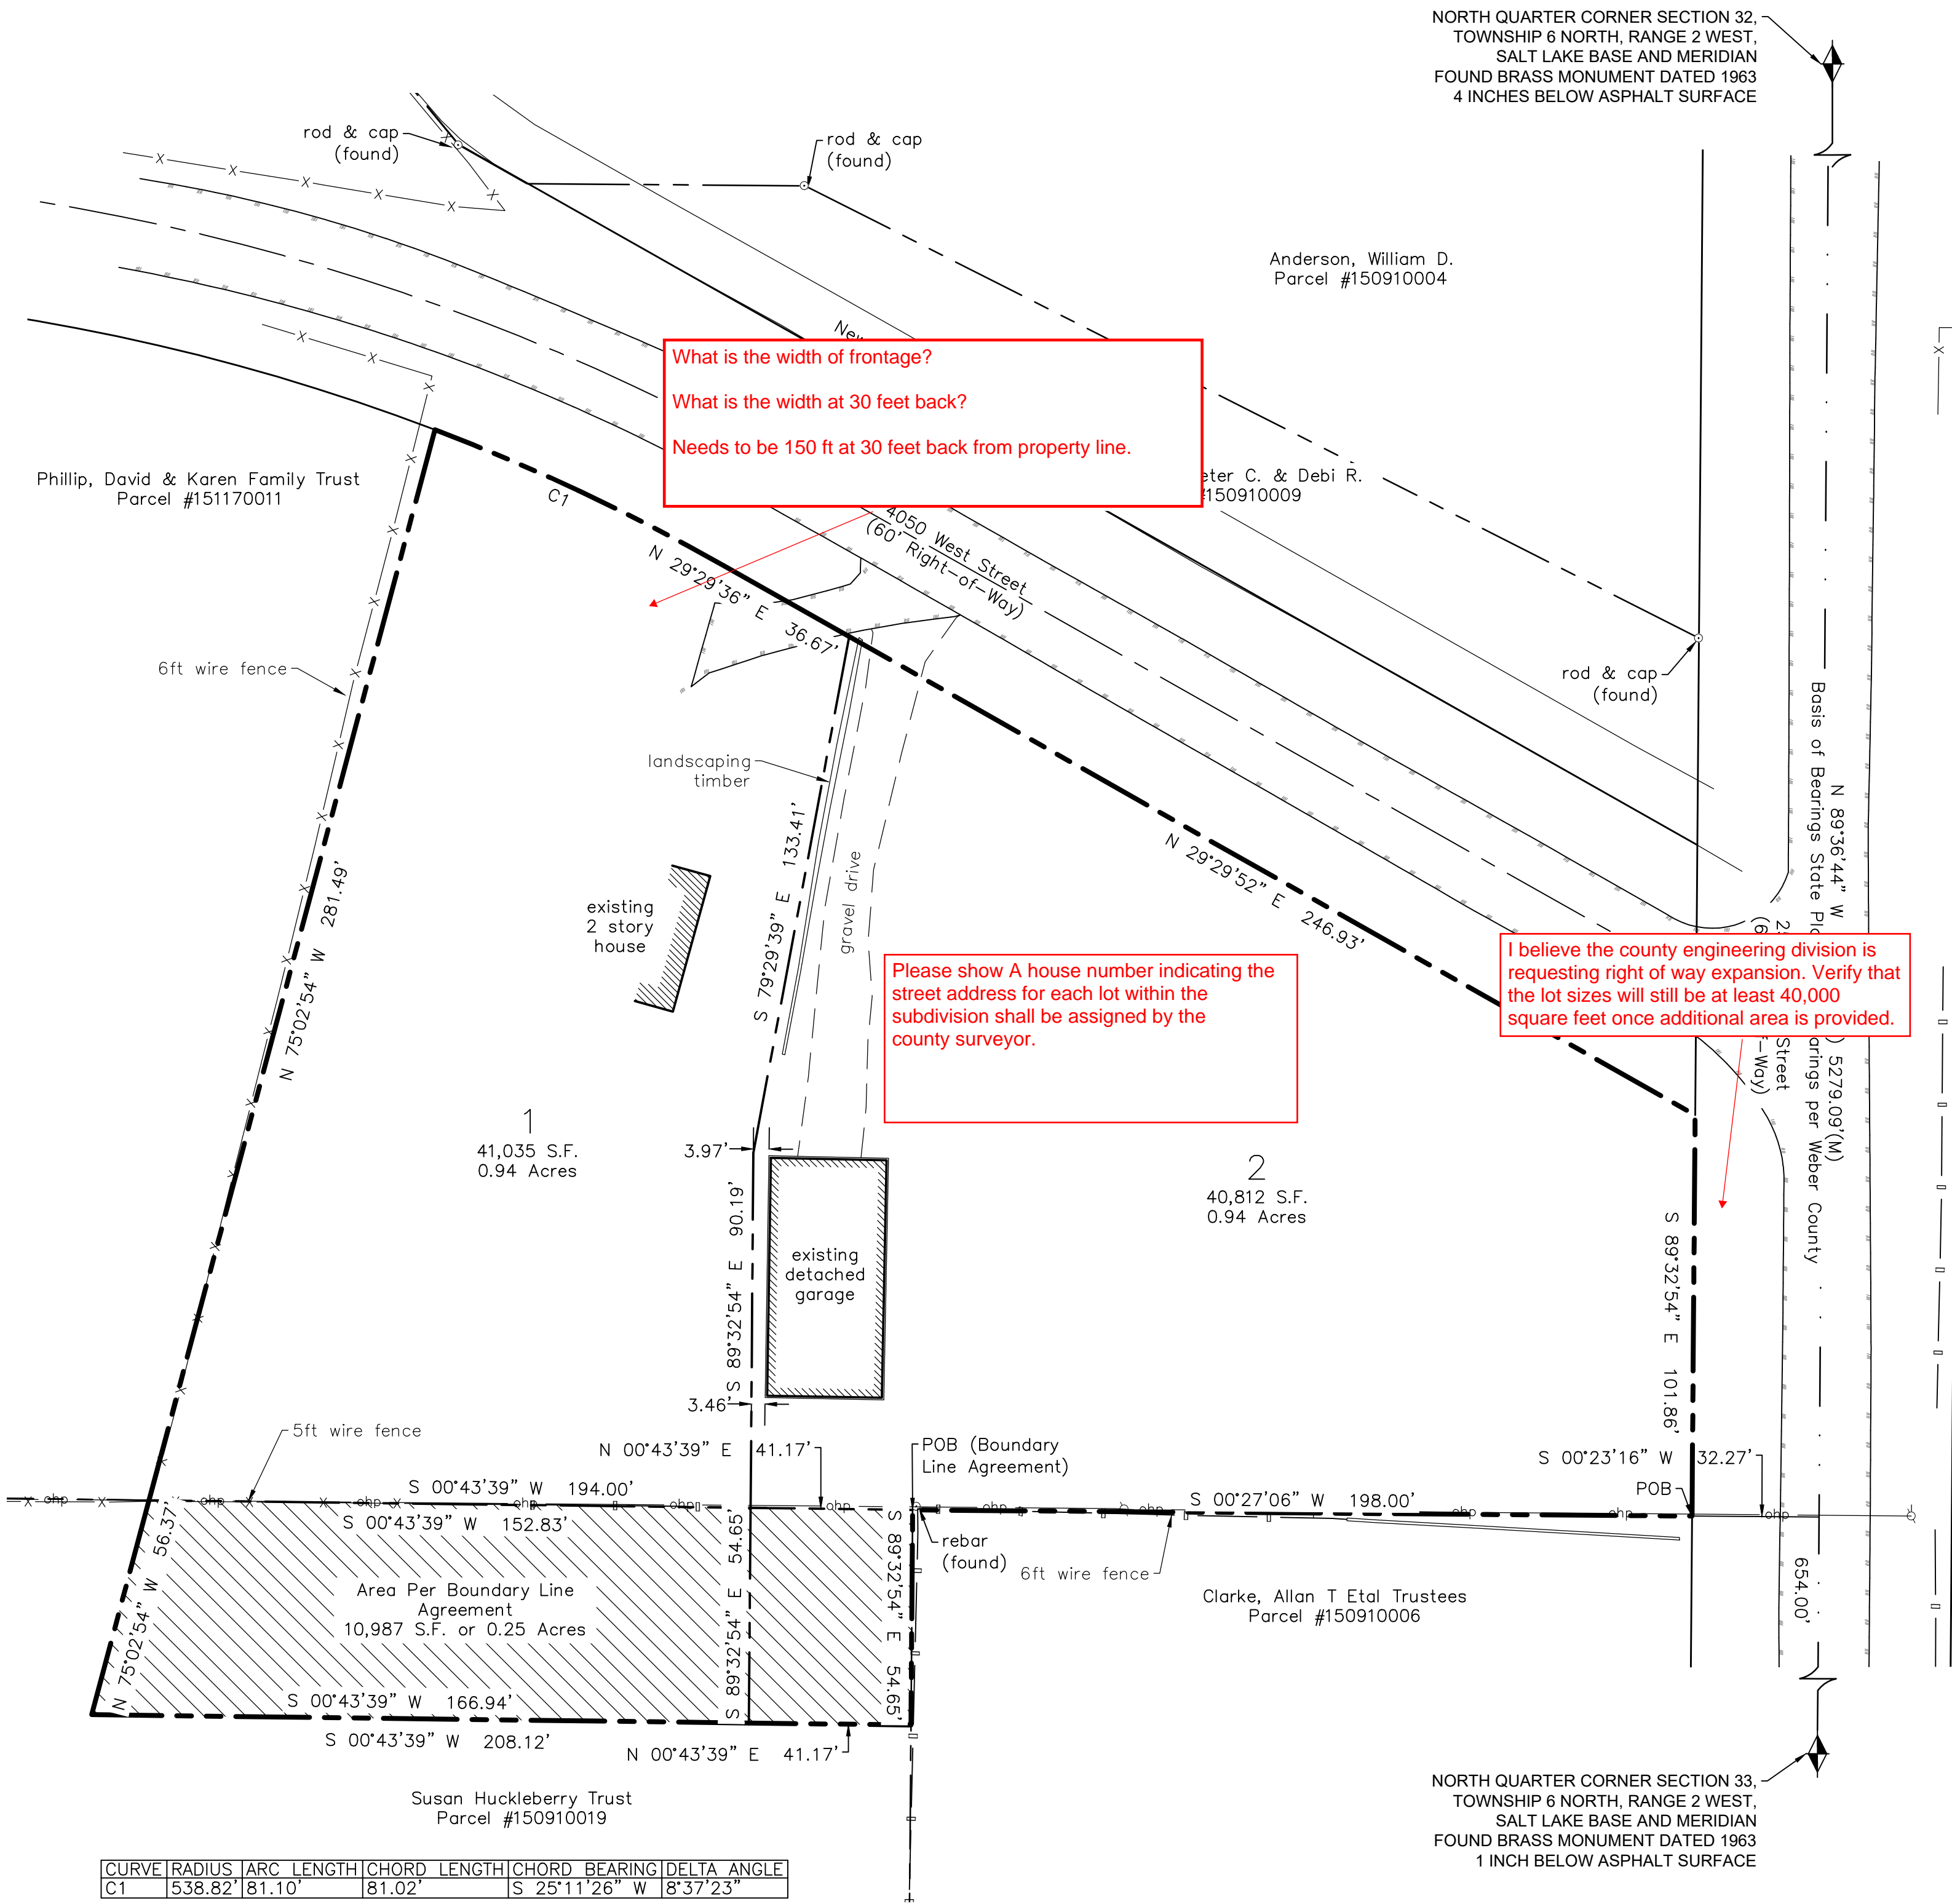 NORTH QUARTER CORNER SECTION 32,
TOWNSHIP 6 NORTH, RANGE 2 WEST,
SALT LAKE BASE AND MERIDIAN
FOUND BRASS MONUMENT DATED 1963
4 INCHES BELOW ASPHALT SURFACE
rod & cap
(found)
rod & cap
(found)
Anderson, William D.
Parcel #150910004
What is the width of frontage?
What is the width at 30 feet back?
Needs to be 150 ft at 30 feet back from property line.
Phillip, David & Karen Family Trust
Parcel #151170011
eter C. & Debi R.
#150910009
C1
4050 West Street
(60' Right-of-Way)
N 29°29'36" E 36.67'
6ft wire fence
rod & cap
(found)
landscaping
timber
N 75°02'54" W 281.49'
S 79°29'39" E 133.41'
gravel drive
N 29°29'52" E 246.93'
existing
2 story
house
N 89°36'44" W
5279.09'(M)
Basis of Bearings State
arings per Weber County
Street
-Way)
Please show A house number indicating the
street address for each lot within the
subdivision shall be assigned by the
county surveyor.
I believe the county engineering division is
requesting right of way expansion. Verify that
the lot sizes will still be at least 40,000
square feet once additional area is provided.
1
41,035 S.F.
0.94 Acres
3.97'
2
40,812 S.F.
0.94 Acres
S 89°32'54" E 90.19'
existing
detached
garage
S 89°32'54" E 101.86'
3.46'
5ft wire fence
N 00°43'39" E 41.17'
POB (Boundary
Line Agreement)
S 00°23'16" W 32.27'
POB
x ohp x ohp x ohp x ohp ohp ohp ohp ohp ohp ohp ohp
S 00°43'39" W 194.00'
S 00°27'06" W 198.00'
S 00°43'39" W 152.83'
N 75°02'54" W 56.37'
S 89°32'54" E 54.65'
S 89°32'54" E 54.65'
rebar
(found)
6ft wire fence
654.00'
Area Per Boundary Line
Agreement
10,987 S.F. or 0.25 Acres
Clarke, Allan T Etal Trustees
Parcel #150910006
S 00°43'39" W 166.94'
S 00°43'39" W 208.12'
N 00°43'39" E 41.17'
Susan Huckleberry Trust
Parcel #150910019
NORTH QUARTER CORNER SECTION 33,
TOWNSHIP 6 NORTH, RANGE 2 WEST,
SALT LAKE BASE AND MERIDIAN
FOUND BRASS MONUMENT DATED 1963
1 INCH BELOW ASPHALT SURFACE
CURVE RADIUS ARC LENGTH CHORD LENGTH CHORD BEARING DELTA ANGLE
C1 538.82' 81.10' 81.02' S 25°11'26" W 8°37'23"